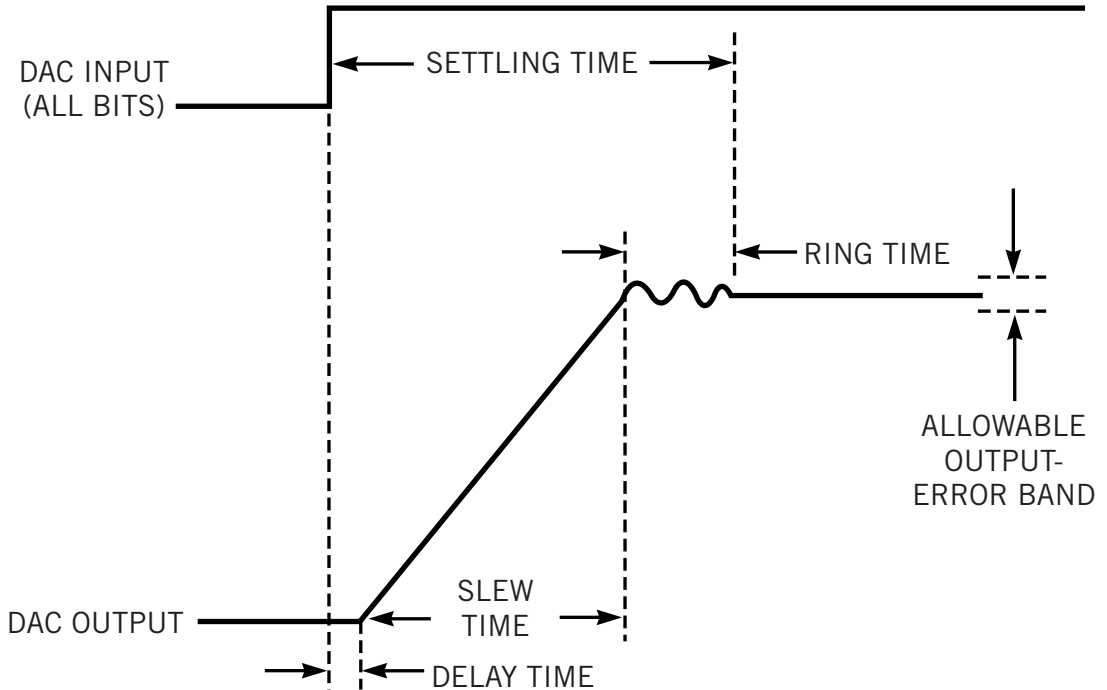 DAC INPUT
(ALL BITS)
SETTLING TIME
RING TIME
ALLOWABLE
OUTPUT-
ERROR BAND
SLEW
TIME
DAC OUTPUT
DELAY TIME